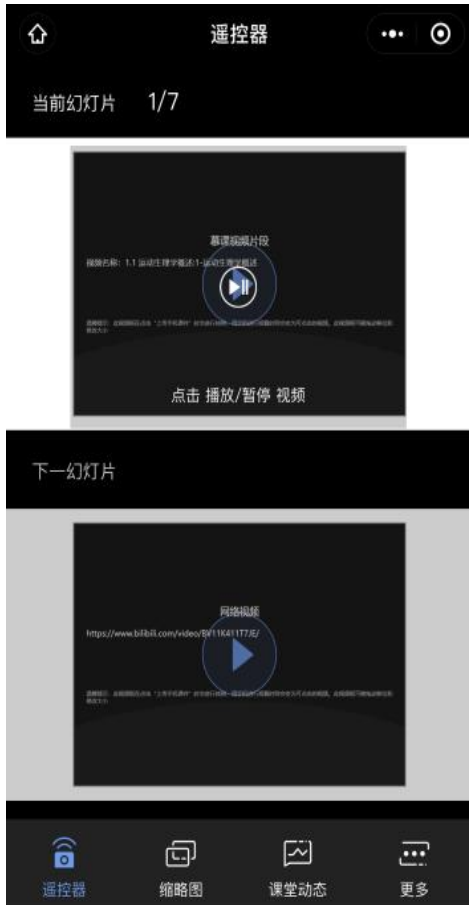 遥控器
当前幻灯片 1/7
慕课视频片段
视频名称：1.1 运动生理学概述:1-运动生理学概述
点击 播放/暂停 视频
下一幻灯片
网络视频
https://www.bilibili.com/video/BV11K411T7JE/
遥控器 缩略图 课堂动态 更多